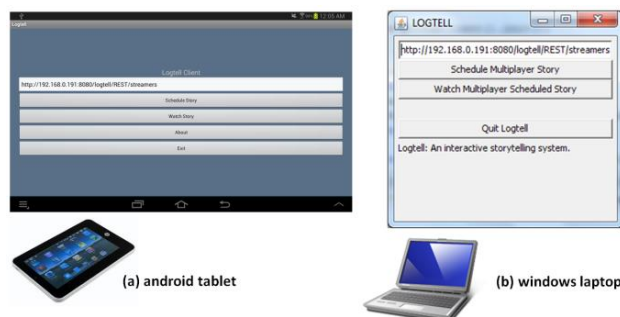 12:05 AM
Logtell
Logtell Client
http://192.168.0.191:8080/logtell/REST/streamers
Schedule Story
Watch Story
About
Exit
(a) android tablet
LOGTELL
http://192.168.0.191:8080/logtell/REST/streamers
Schedule Multiplayer Story
Watch Multiplayer Scheduled Story
Quit Logtell
Logtell: An interactive storytelling system.
(b) windows laptop